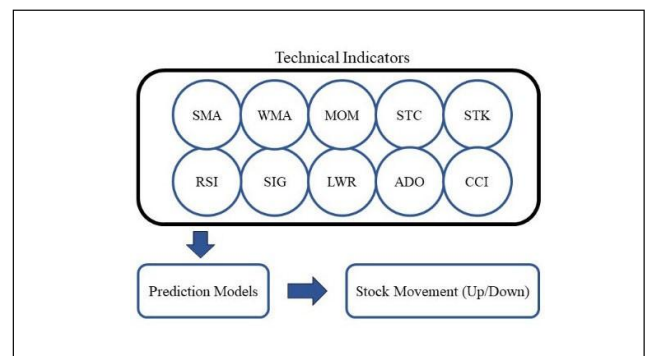 Technical Indicators
SMA WMA MOM STC STK
RSI SIG LWR ADO CCI
Prediction Models
Stock Movement (Up/Down)